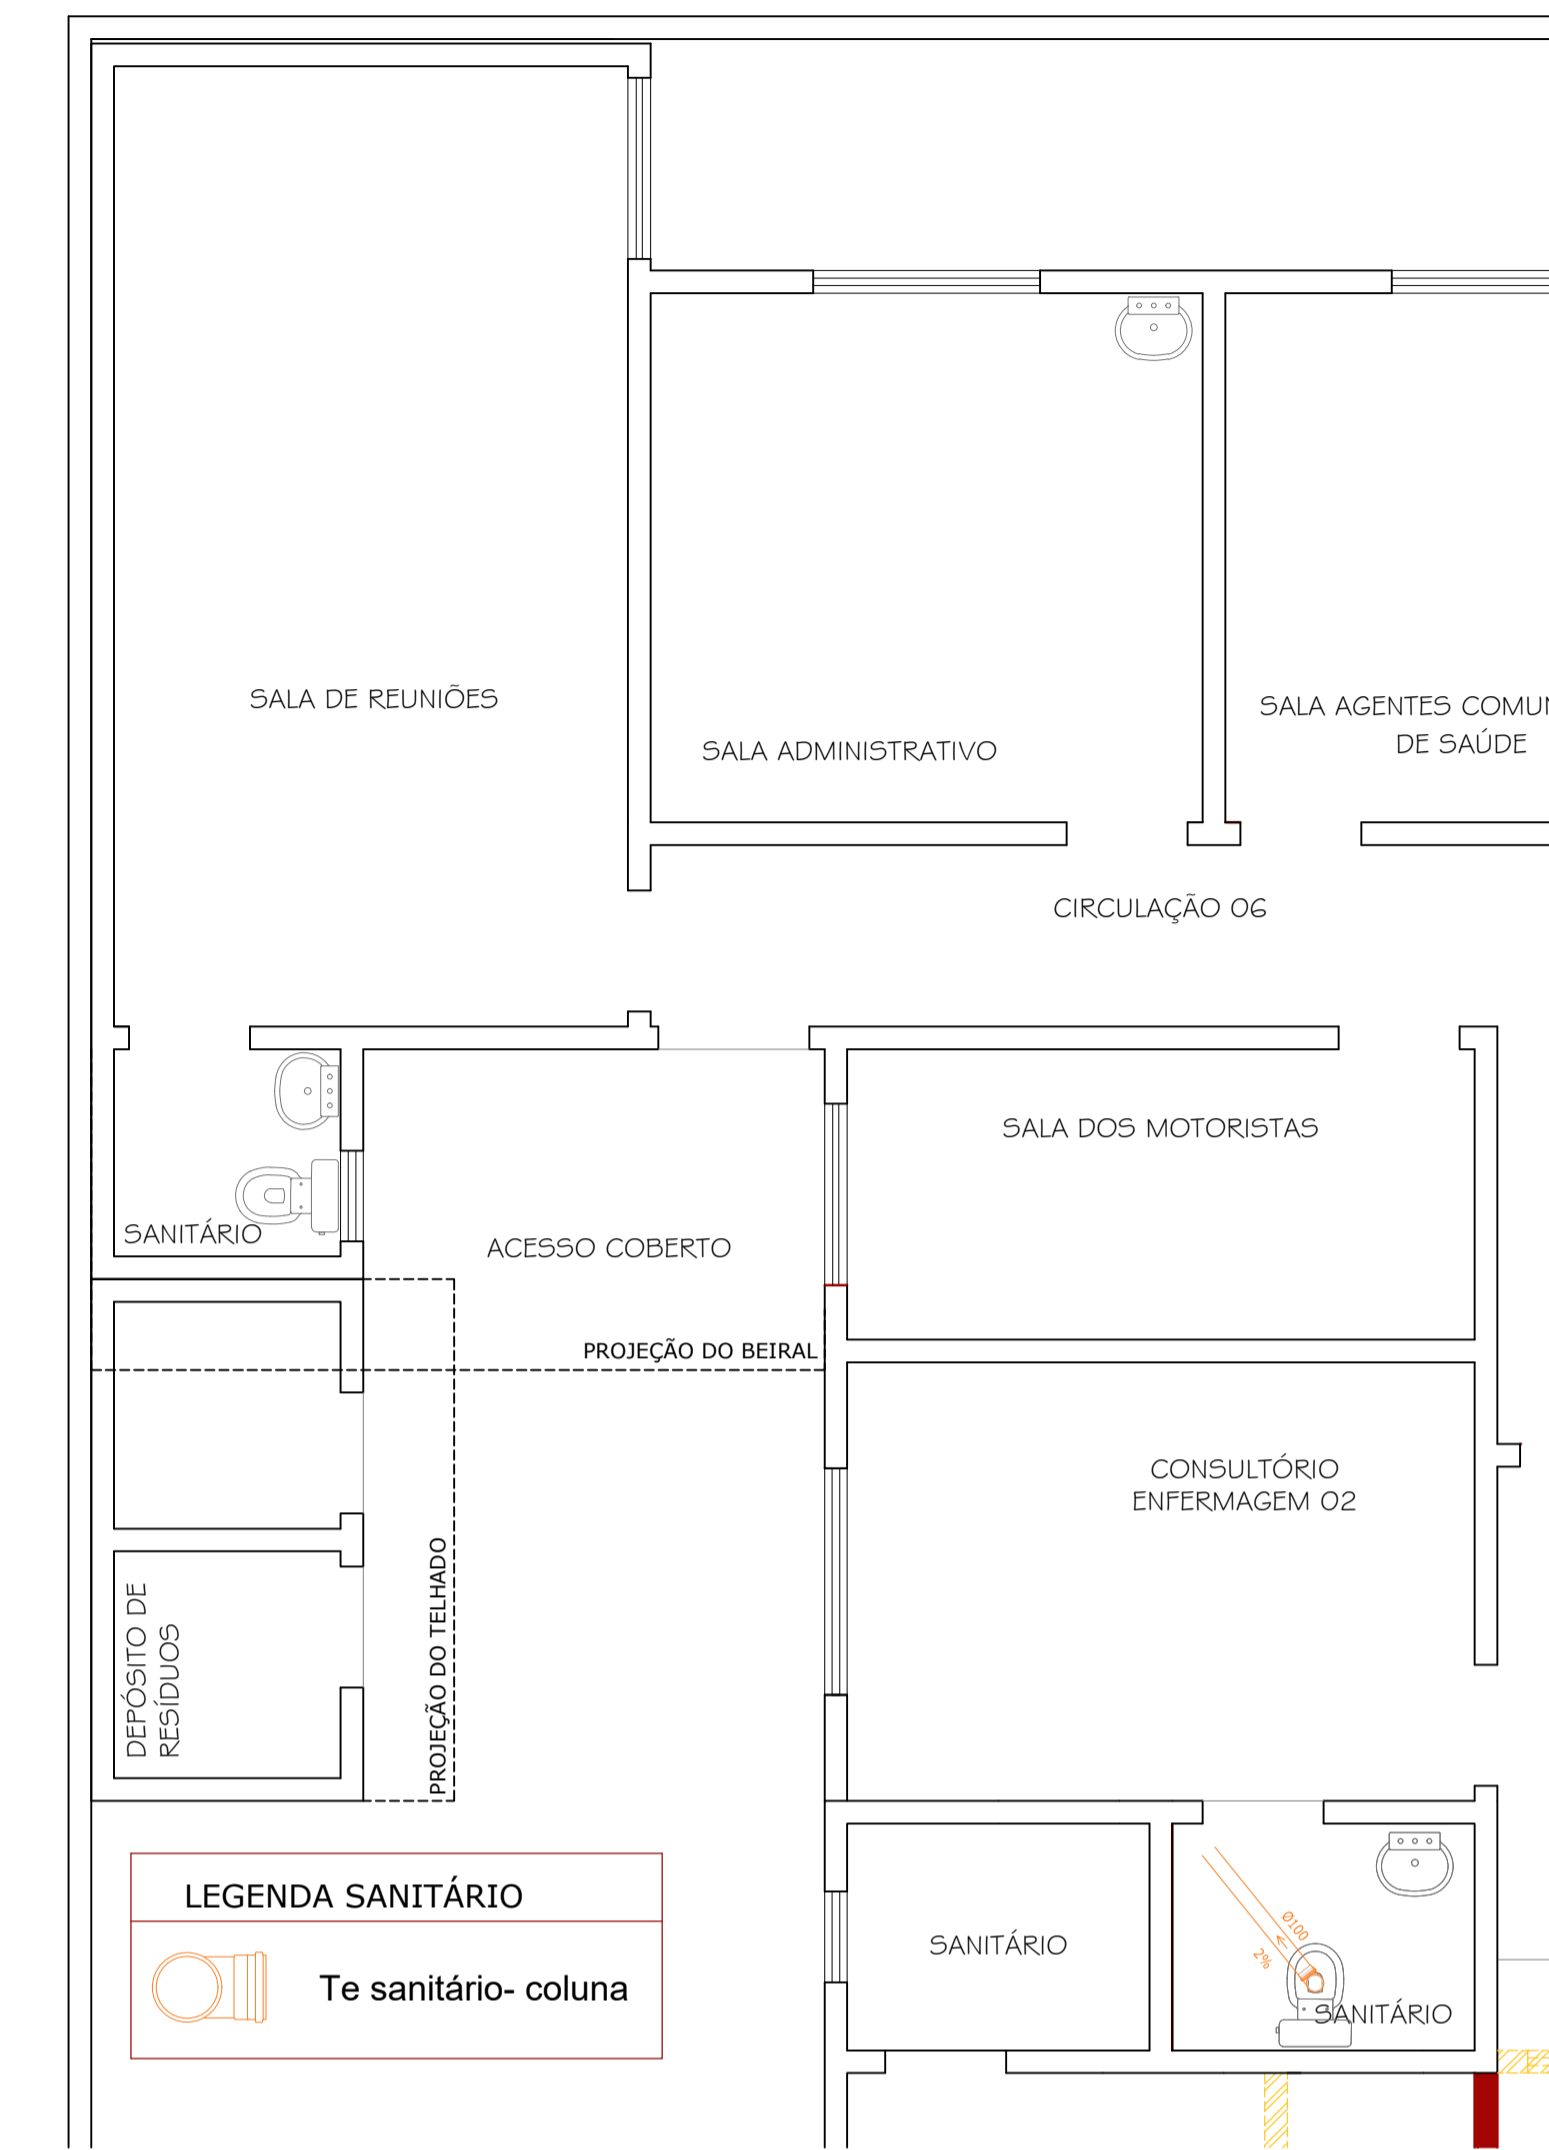 SALA DE REUNIÕES
SALA ADMINISTRATIVO
SALA AGENTES
DE SAÚDE
CIRCULAÇÃO 06
SALA DOS MOTORISTAS
SANITÁRIO
ACESSO COBERTO
PROJEÇÃO DO BEIRAL
CONSULTÓRIO
ENFERMAGEM 02
PROJEÇÃO DO TELHADO
DEPÓSITO DE
RESÍDUOS
LEGENDA SANITÁRIO
Te sanitário- coluna
SANITÁRIO
Ø100
2%
SANITÁRIO